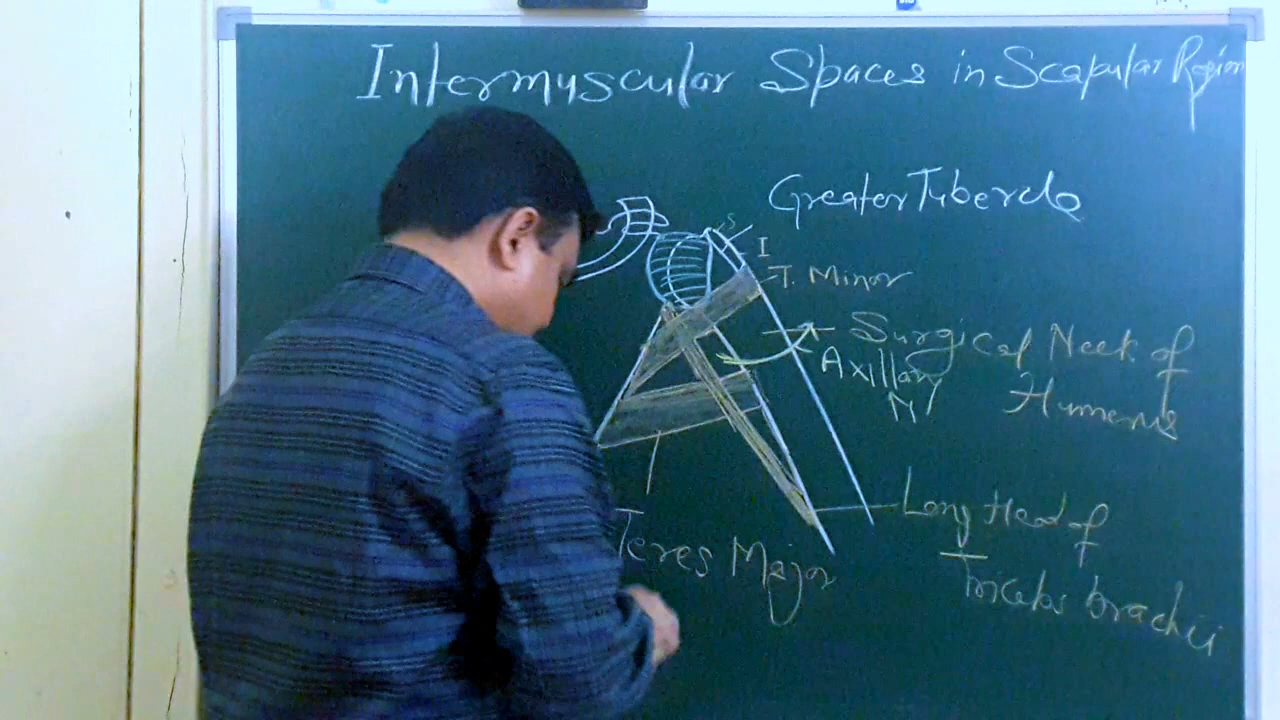 Intermuscular Spaces in Scapular Region
Greater Tubercle
S
I
T. Minor
Surgical Neck of
Humerus
Axillary
N
Long Head of
Triceps brachii
Teres Major